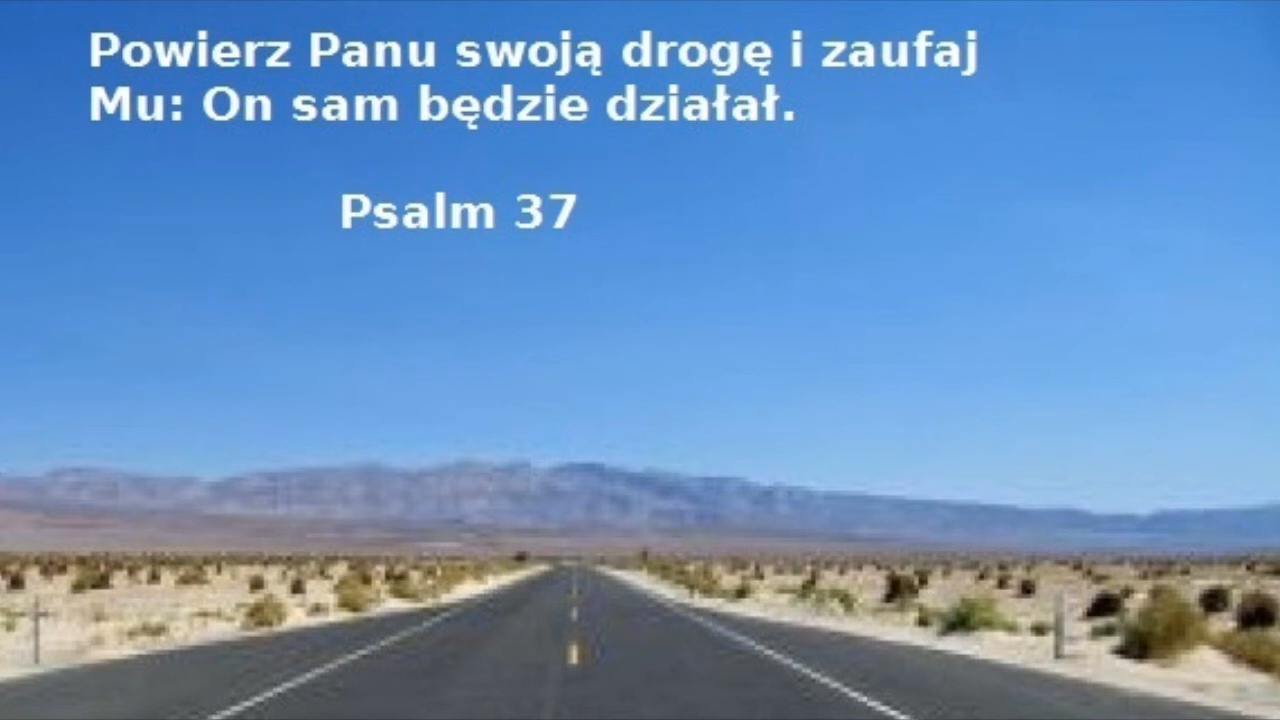 Powierz Panu swoją drogę i zaufaj
Mu: On sam będzie działał.
Psalm 37